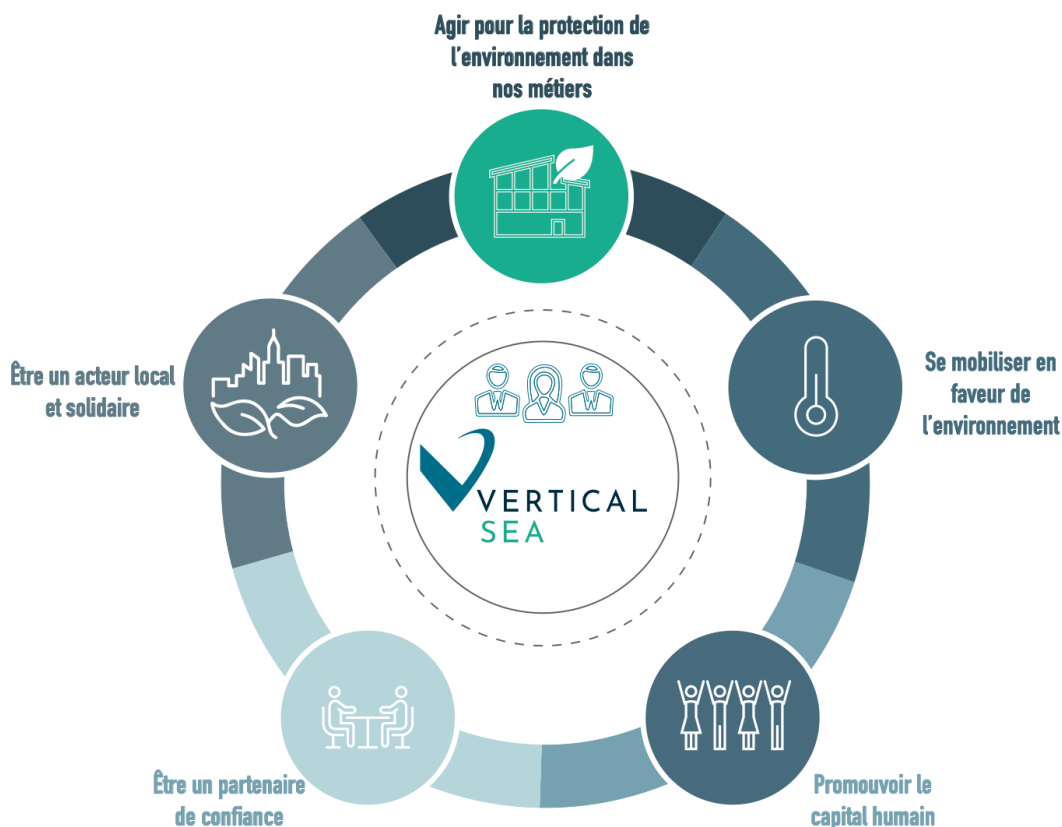 Agir pour la protection de
l'environnement dans
nos métiers
Être un acteur local
et solidaire
Se mobiliser en
faveur de
l'environnement
VERTICAL
SEA
Être un partenaire
de confiance
Promouvoir le
capital humain